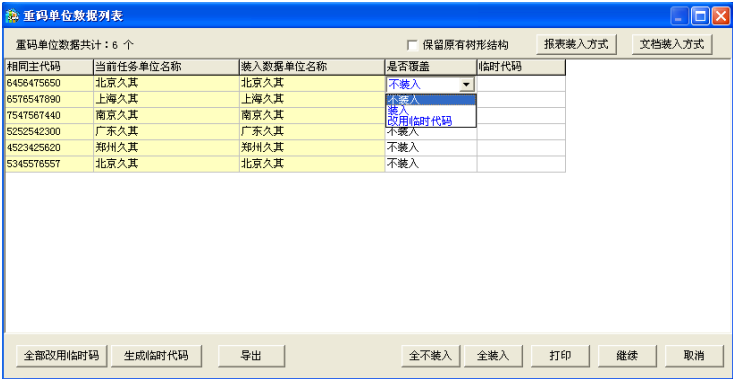 重码单位数据列表
重码单位数据共计：6 个 保留原有树形结构 报表装入方式 文档装入方式
相同主代码 当前任务单位名称 装入数据单位名称 是否覆盖 临时代码
6456475650 北京久其 北京久其 不装入
6576547890 上海久其 上海久其 不装入
7547567440 南京久其 南京久其 装入
改用临时代码
5252542300 广东久其 广东久其 不装入
4523425620 郑州久其 郑州久其 不装入
5345576557 北京久其 北京久其 不装入
全部改用临时码 生成临时代码 导出 全不装入 全装入 打印 继续 取消